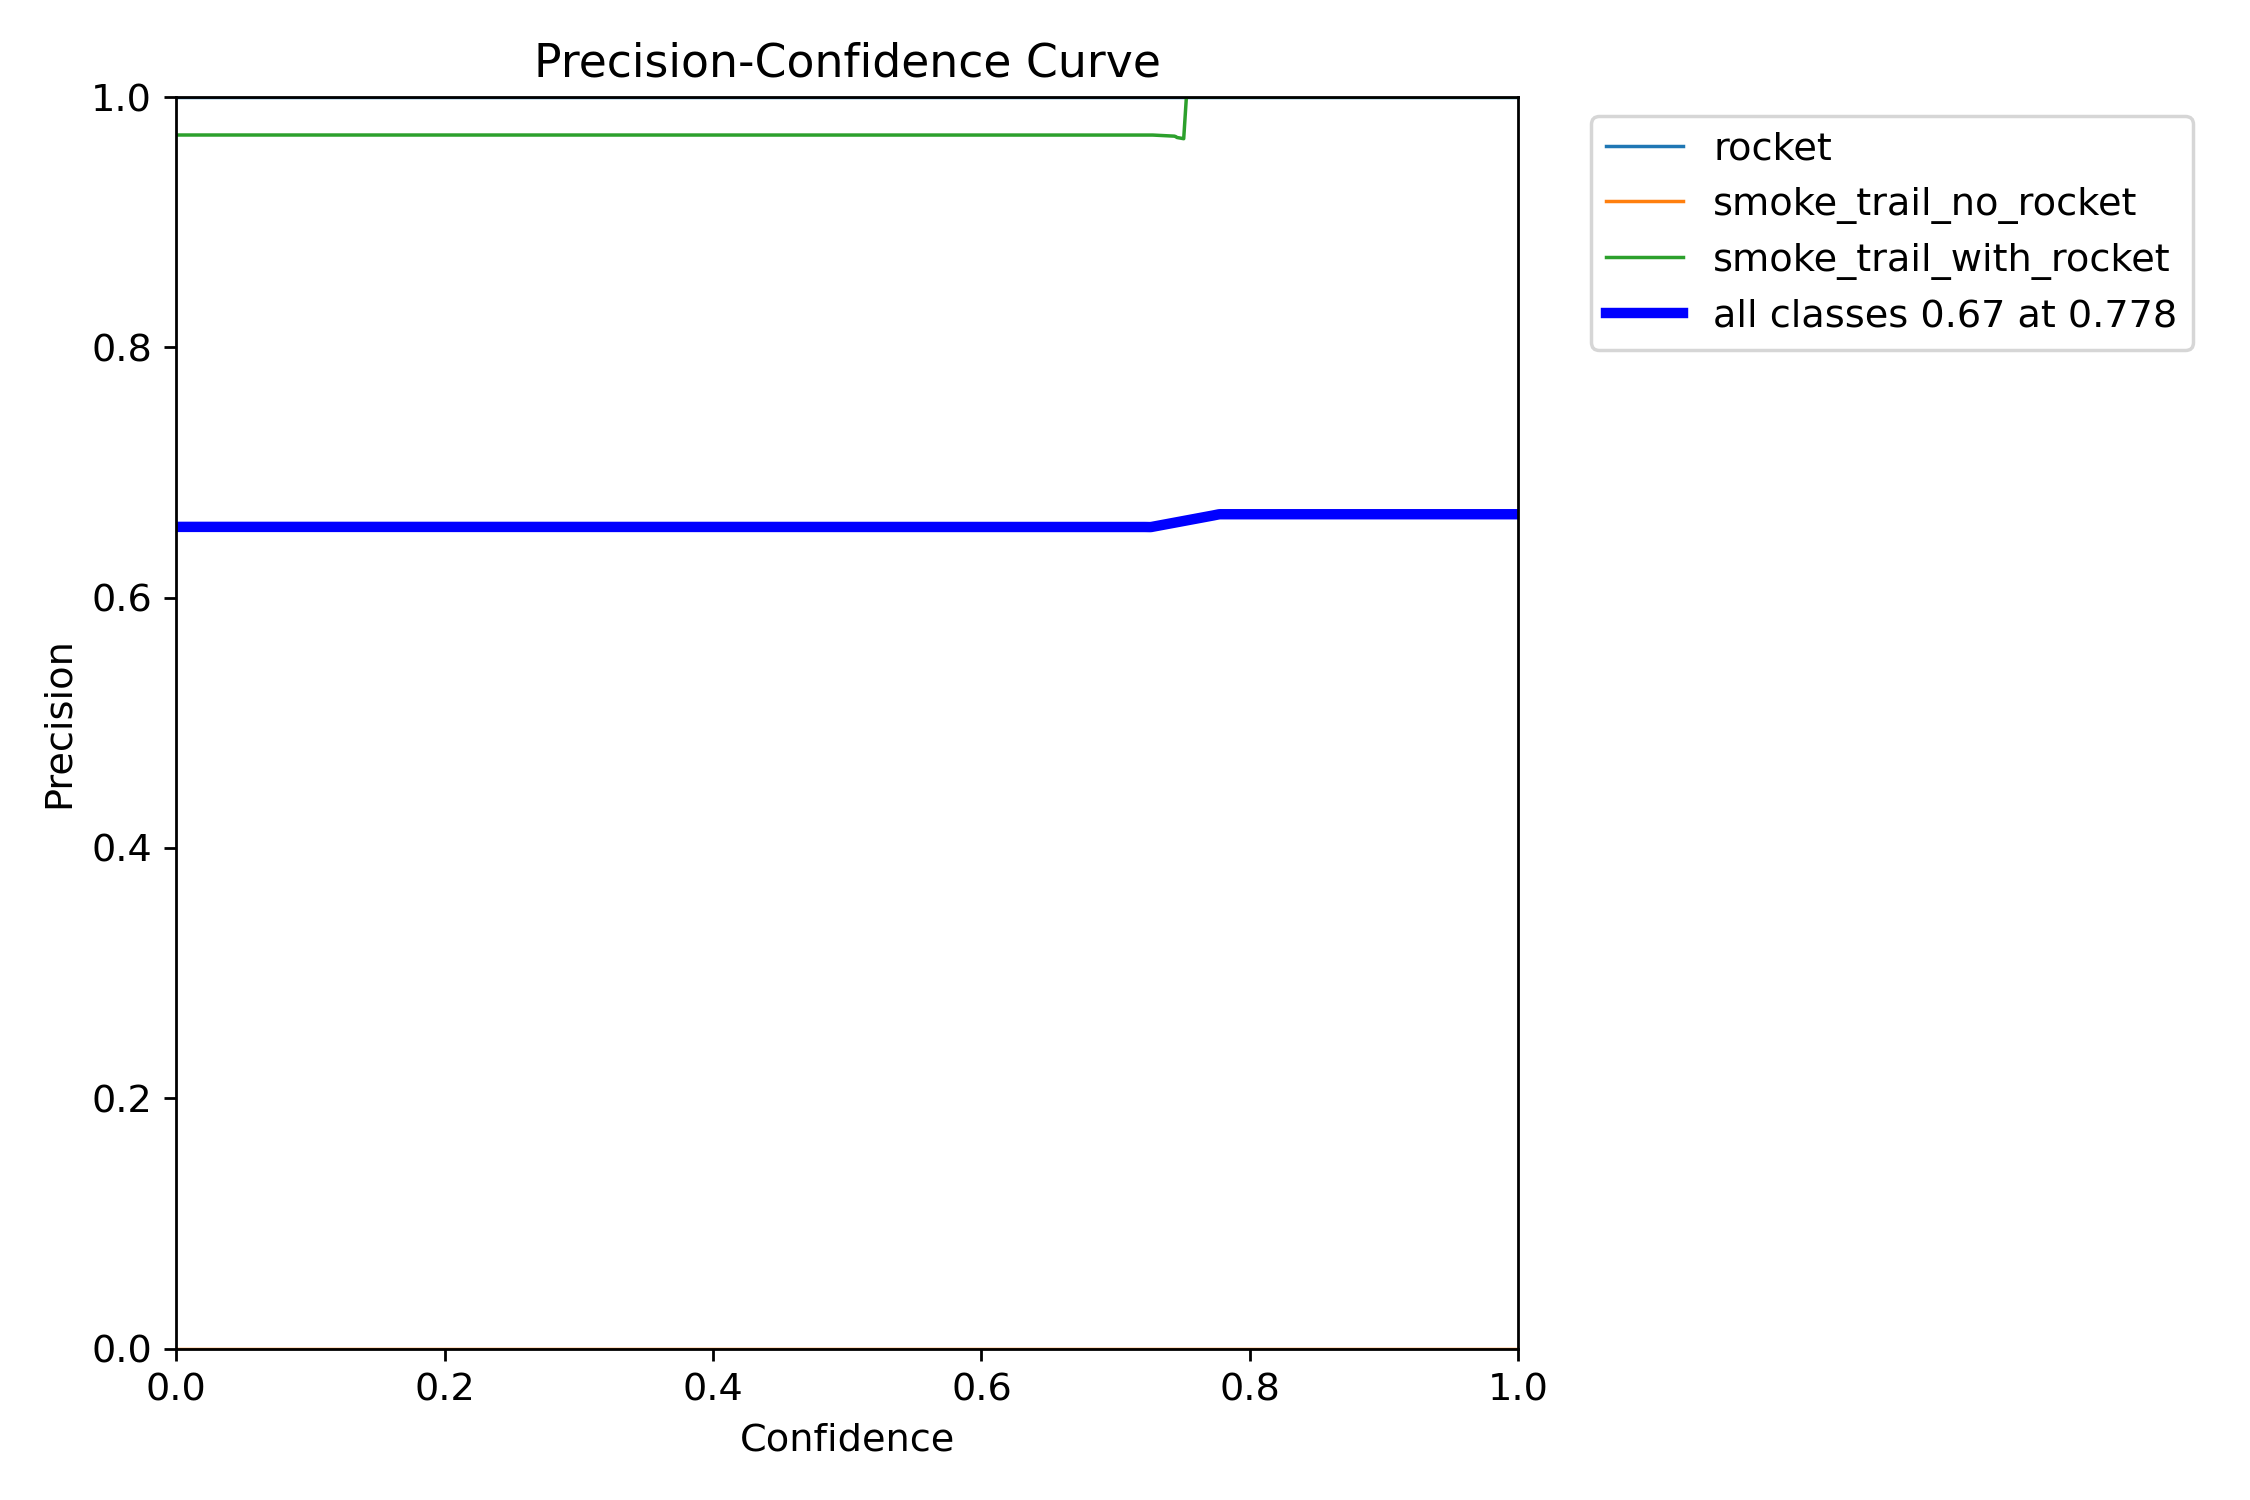 Precision-Confidence Curve
1.0
0.8
0.6
0.4
0.2
0.0
Precision
0.0 0.2 0.4 0.6 0.8 1.0
Confidence
rocket
smoke_trail_no_rocket
smoke_trail_with_rocket
all classes 0.67 at 0.778